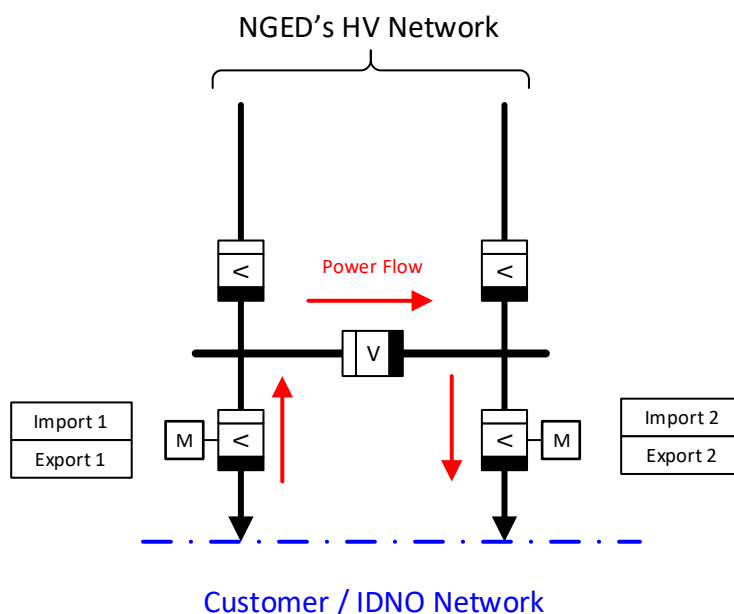 NGED's HV Network
Power Flow
V
V
V
Import 1
Export 1
M
V
V
M
Import 2
Export 2
Customer / IDNO Network